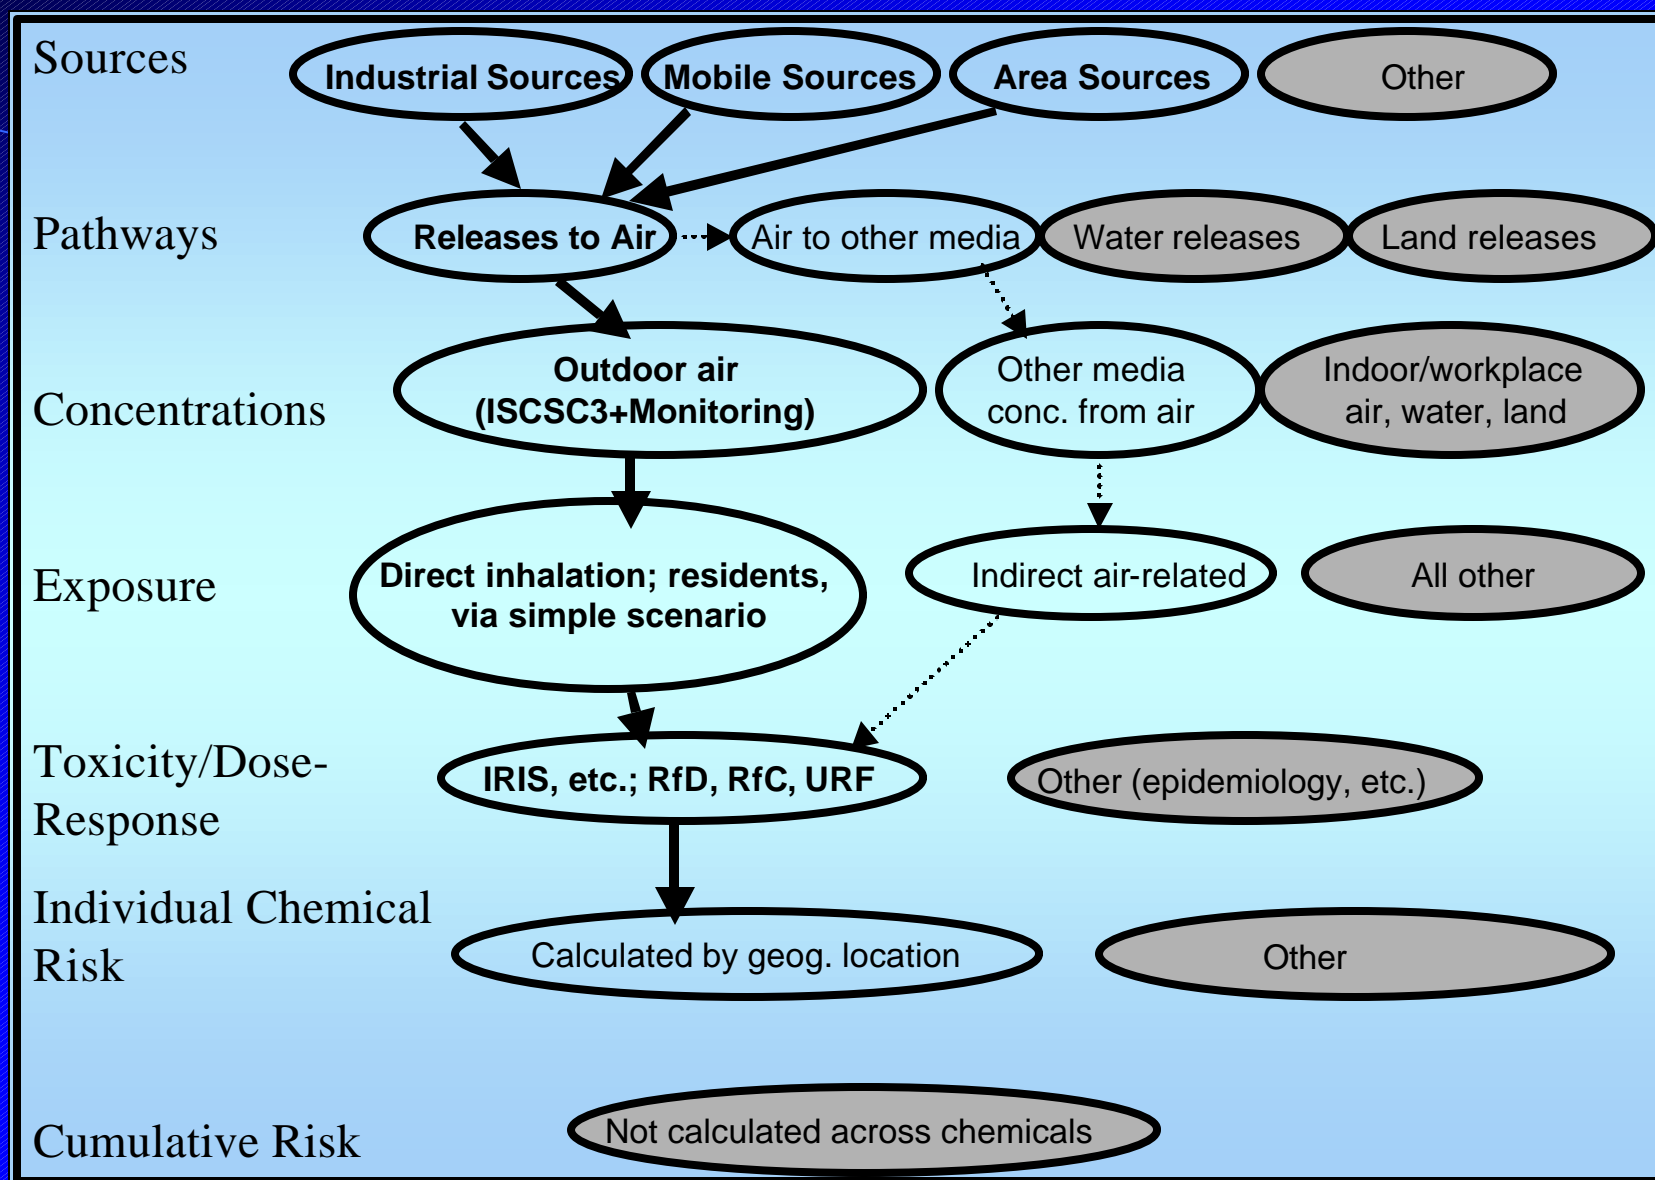 Sources
Industrial Sources
Mobile Sources
Area Sources
Other
Pathways
Releases to Air
Air to other media
Water releases
Land releases
Concentrations
Outdoor air
(ISCSC3+Monitoring)
Other media
conc. from air
Indoor/workplace
air, water, land
Exposure
Direct inhalation; residents,
via simple scenario
Indirect air-related
All other
Toxicity/Dose-
Response
IRIS, etc.; RfD, RfC, URF
Other (epidemiology, etc.)
Individual Chemical
Risk
Calculated by geog. location
Other
Cumulative Risk
Not calculated across chemicals